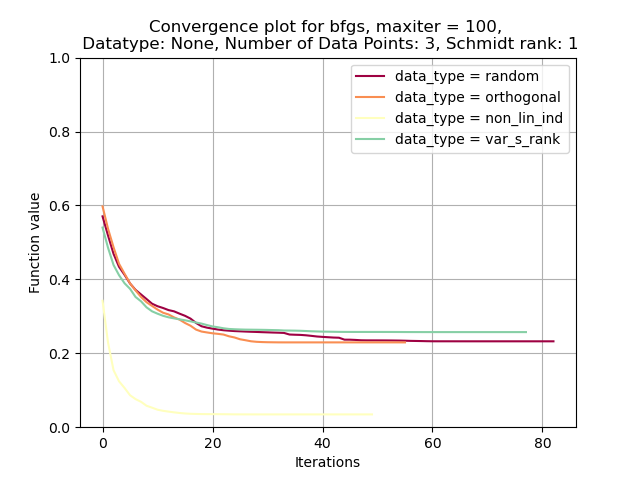 Convergence plot for bfgs, maxiter = 100,
Datatype: None, Number of Data Points: 3, Schmidt rank: 1
data_type = random
data_type = orthogonal
data_type = non_lin_ind
data_type = var_s_rank
Function value
1.0
0.8
0.6
0.4
0.2
0.0
0 20 40 60 80
Iterations